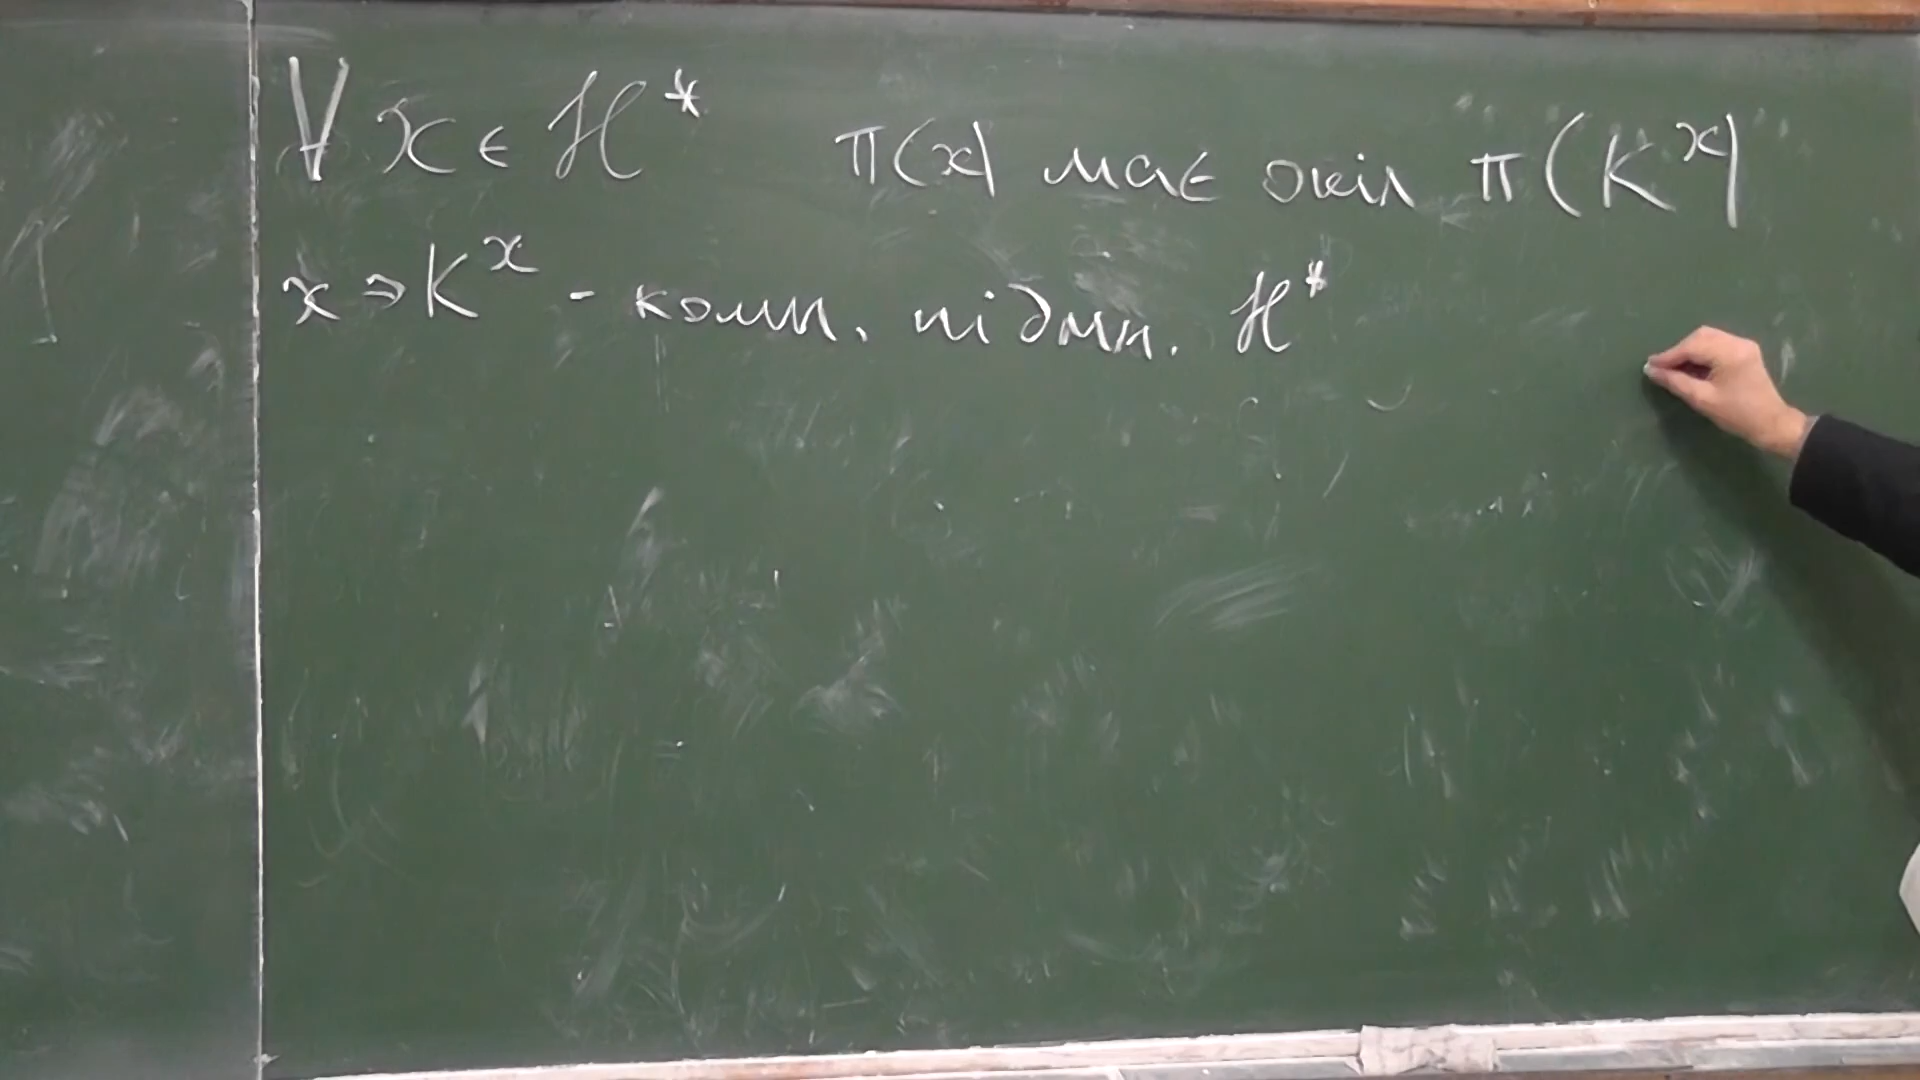 ∀ x ∈ ℋ* π(x) має окіл π(K^x)
x ∋ K^x - комп. підмн. ℋ*